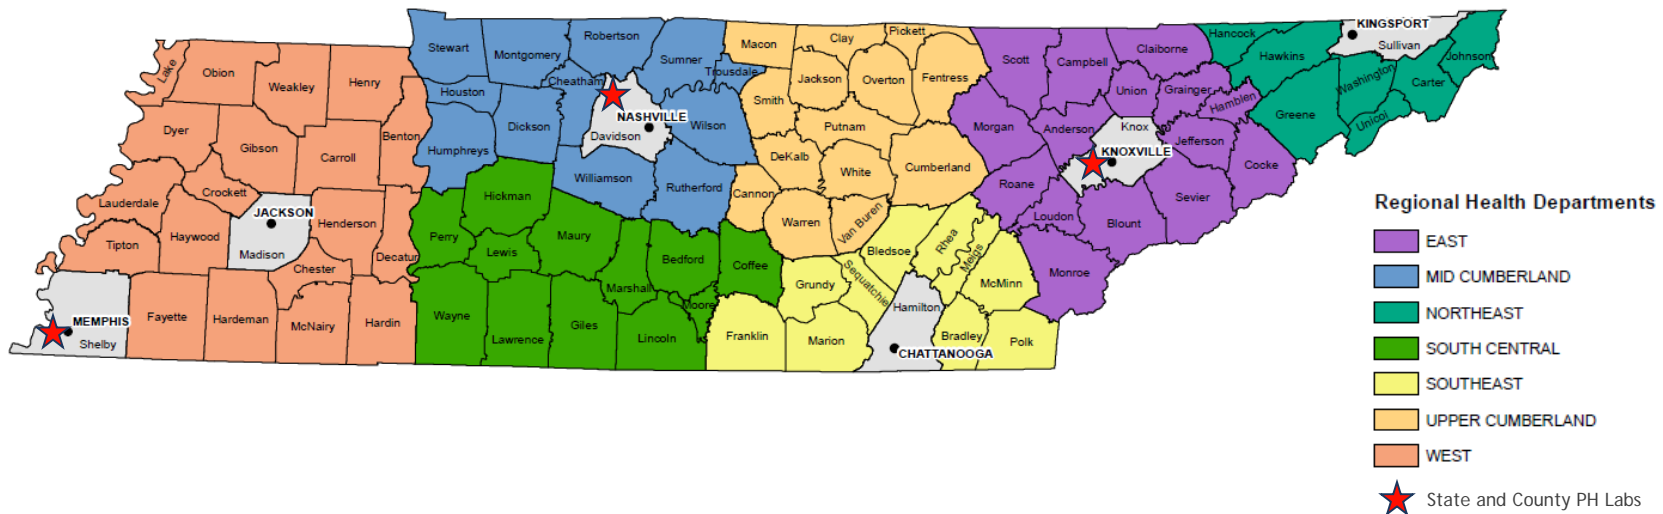 KINGSPORT
Stewart
Montgomery
Robertson
Sumner
Macon
Clay
Pickett
Scott
Campbell
Claiborne
Hancock
Hawkins
Sullivan
Johnson
Lake
Obion
Weakley
Henry
Houston
Cheatham
Trousdale
Jackson
Overton
Fentress
Union
Grainger
Hamblen
Washington
Carter
Dyer
Gibson
Carroll
Benton
Humphreys
Dickson
NASHVILLE
Davidson
Wilson
Smith
Putnam
Morgan
Anderson
Knox
KNOXVILLE
Jefferson
Cocke
Greene
Unicoi
Lauderdale
Crockett
JACKSON
Madison
Henderson
Decatur
Hickman
Williamson
Rutherford
Cannon
DeKalb
White
Cumberland
Roane
Loudon
Blount
Sevier
Tipton
Haywood
Chester
Perry
Lewis
Maury
Bedford
Coffee
Warren
Van Buren
Bledsoe
Rhea
Meigs
McMinn
Monroe
MEMPHIS
Shelby
Fayette
Hardeman
McNairy
Hardin
Wayne
Lawrence
Giles
Marshall
Moore
Lincoln
Franklin
Grundy
Sequatchie
Marion
Hamilton
CHATTANOOGA
Bradley
Polk
Regional Health Departments
EAST
MID CUMBERLAND
NORTHEAST
SOUTH CENTRAL
SOUTHEAST
UPPER CUMBERLAND
WEST
State and County PH Labs